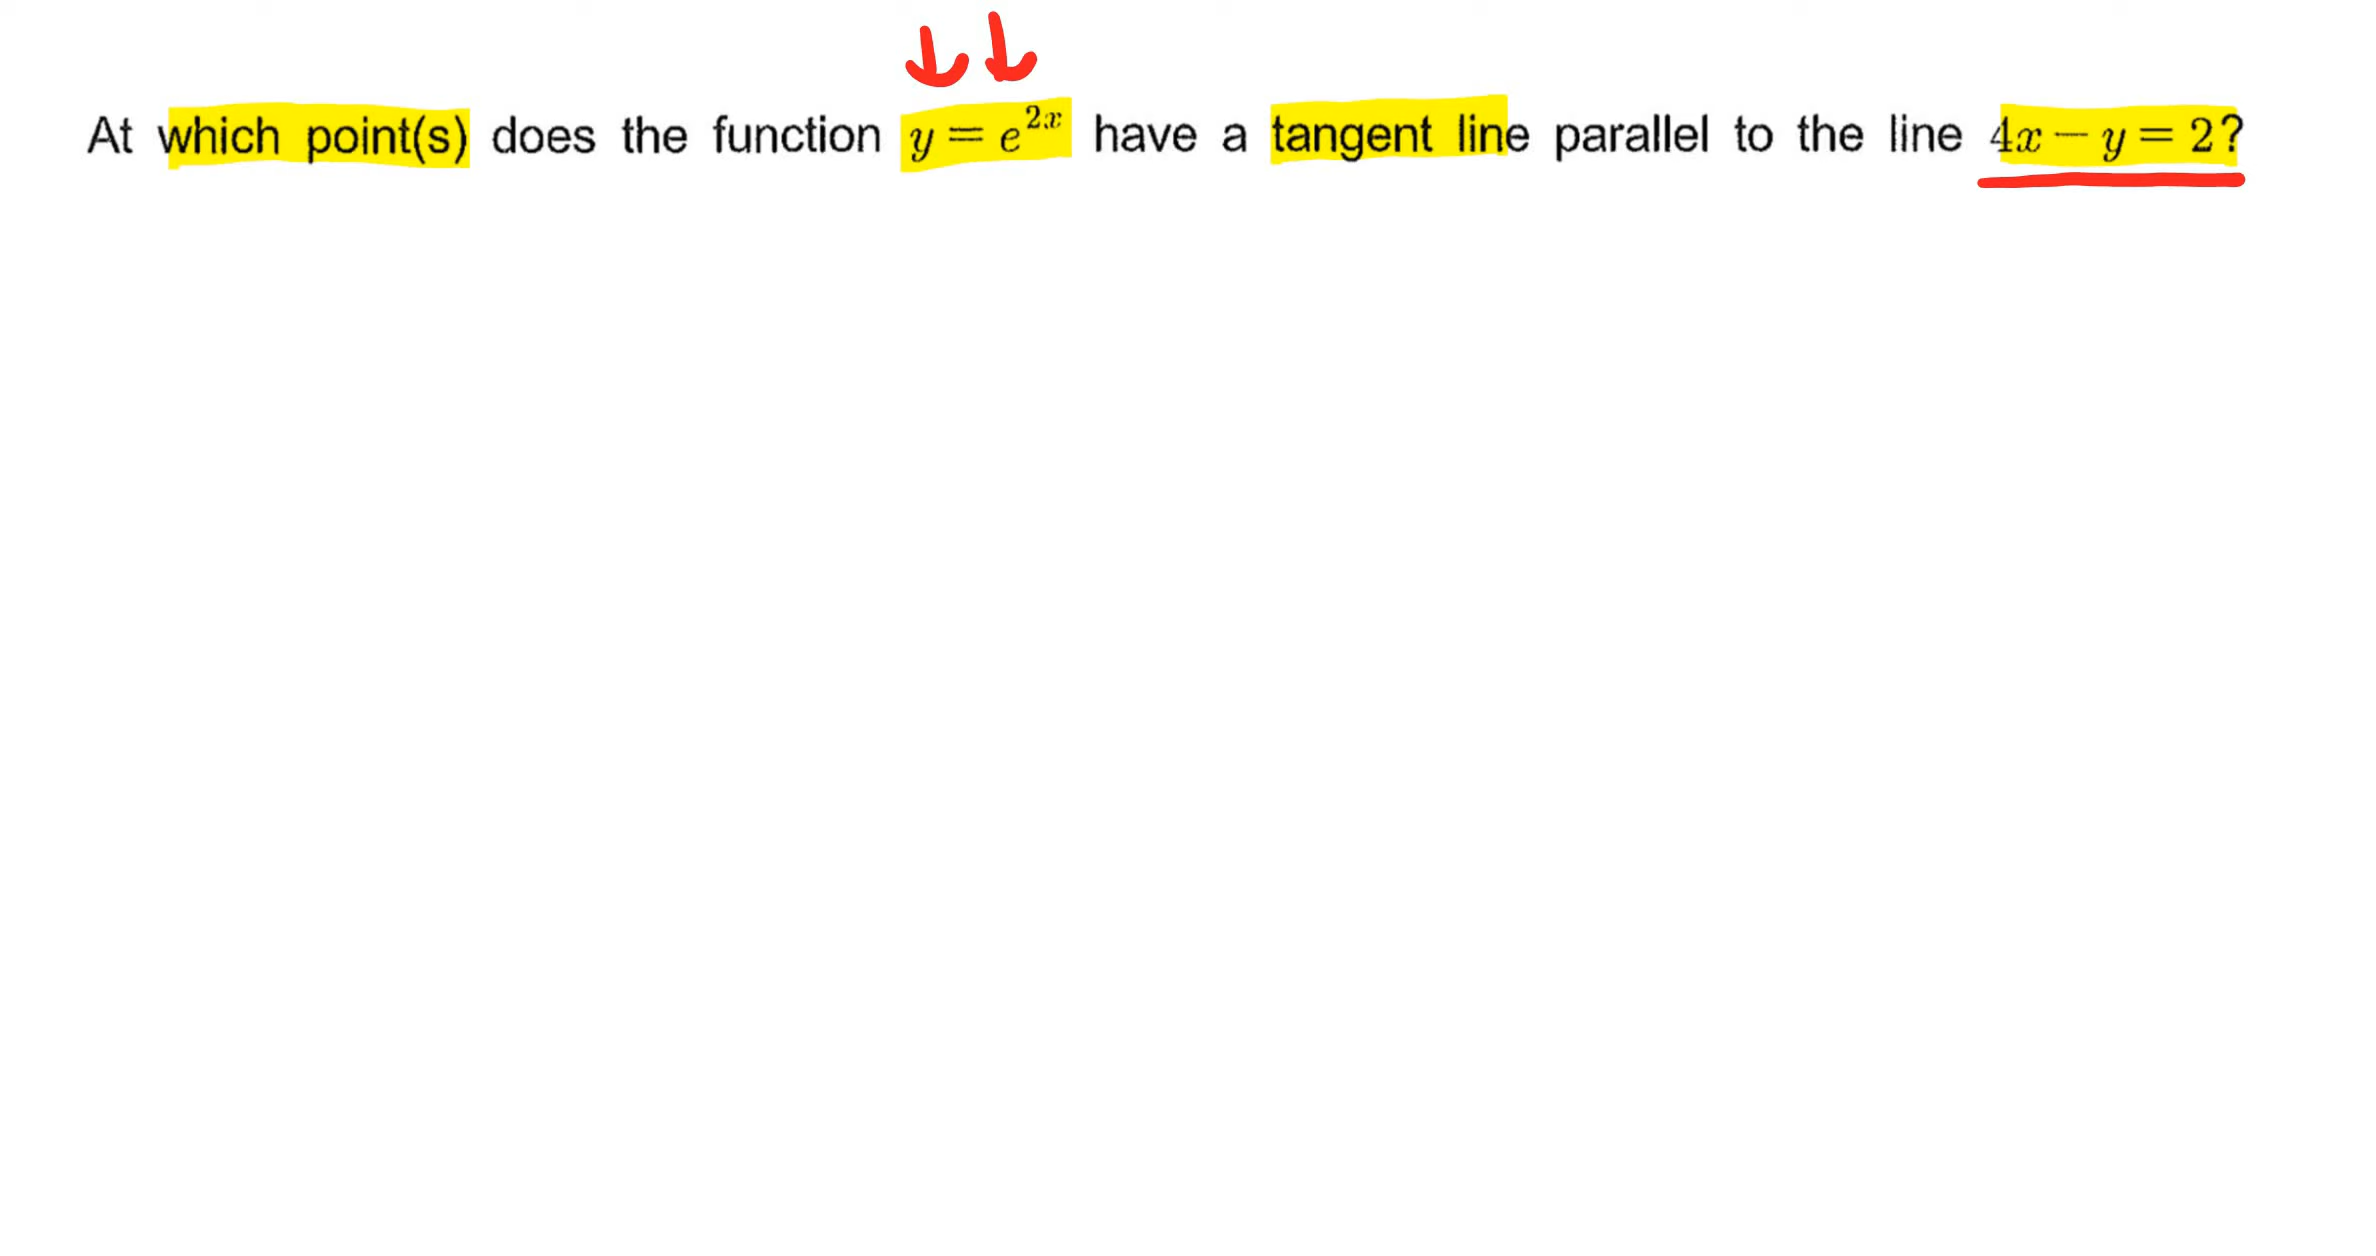 At which point(s) does the function y = e^{2x} have a tangent line parallel to the line 4x − y = 2?